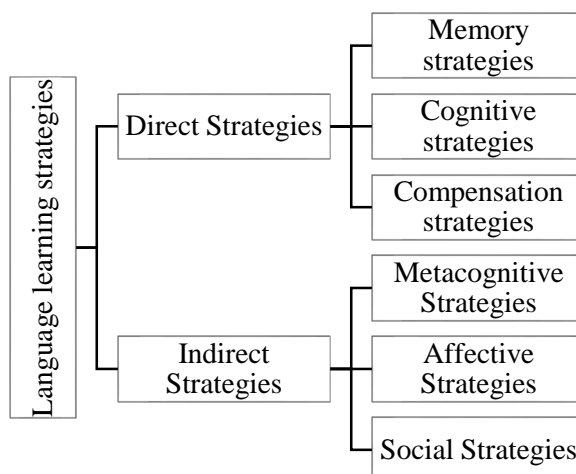 Language learning strategies
Direct Strategies
Memory
strategies
Cognitive
strategies
Compensation
strategies
Indirect
Strategies
Metacognitive
Strategies
Affective
Strategies
Social Strategies